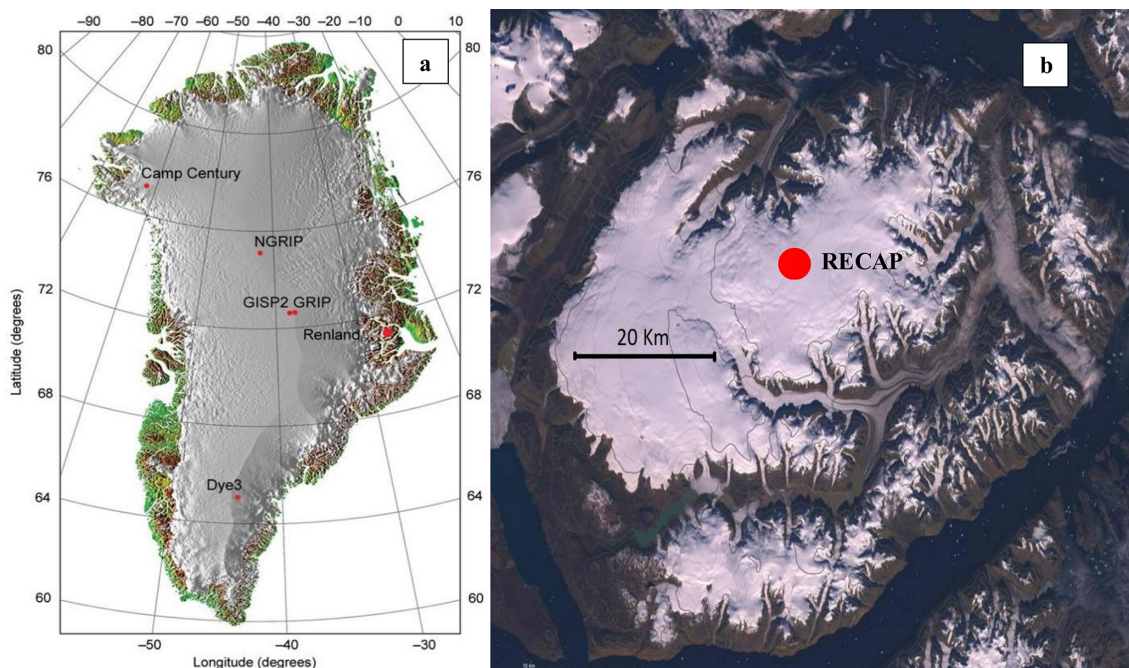 −90 −80 −70 −60 −50 −40 −30 −20 −10 0 10
a
80 80
Camp Century
76 76
NGRIP
72 72
GISP2 GRIP
Renland
68 68
Dye3
64 64
60 60
−50 −40 −30
Latitude (degrees)
Longitude (degrees)
b
RECAP
20 Km
10 km